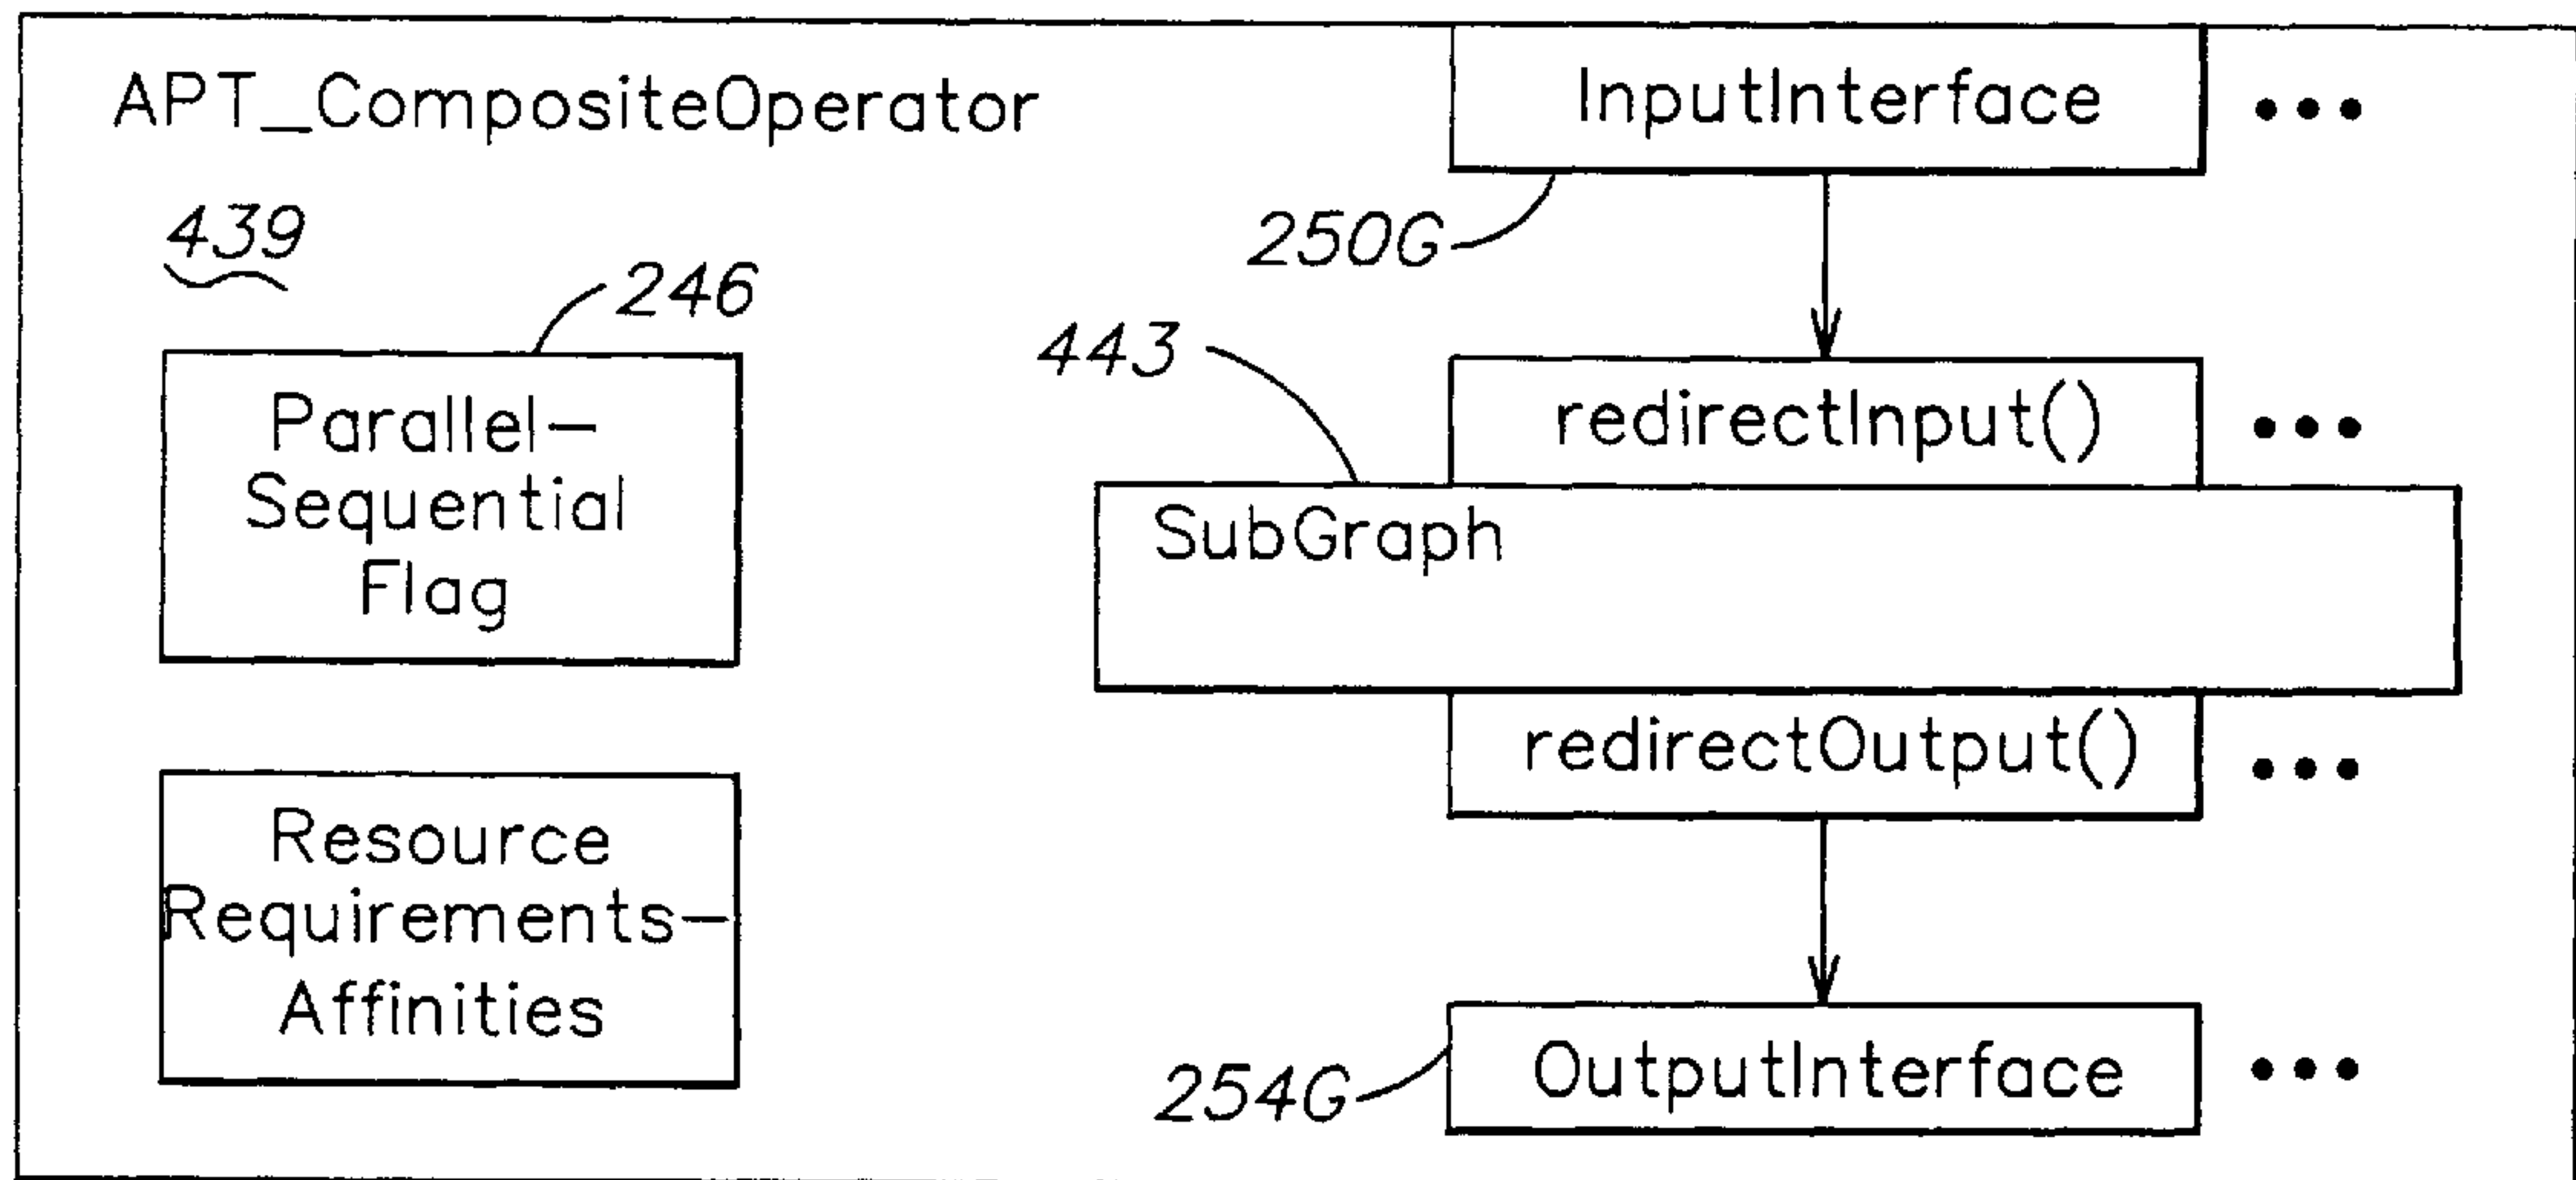 APT_CompositeOperator
439
246
Parallel-
Sequential
Flag
Resource
Requirements-
Affinities
InputInterface •••
250G
443
redirectInput() •••
SubGraph
redirectOutput() •••
254G
OutputInterface •••